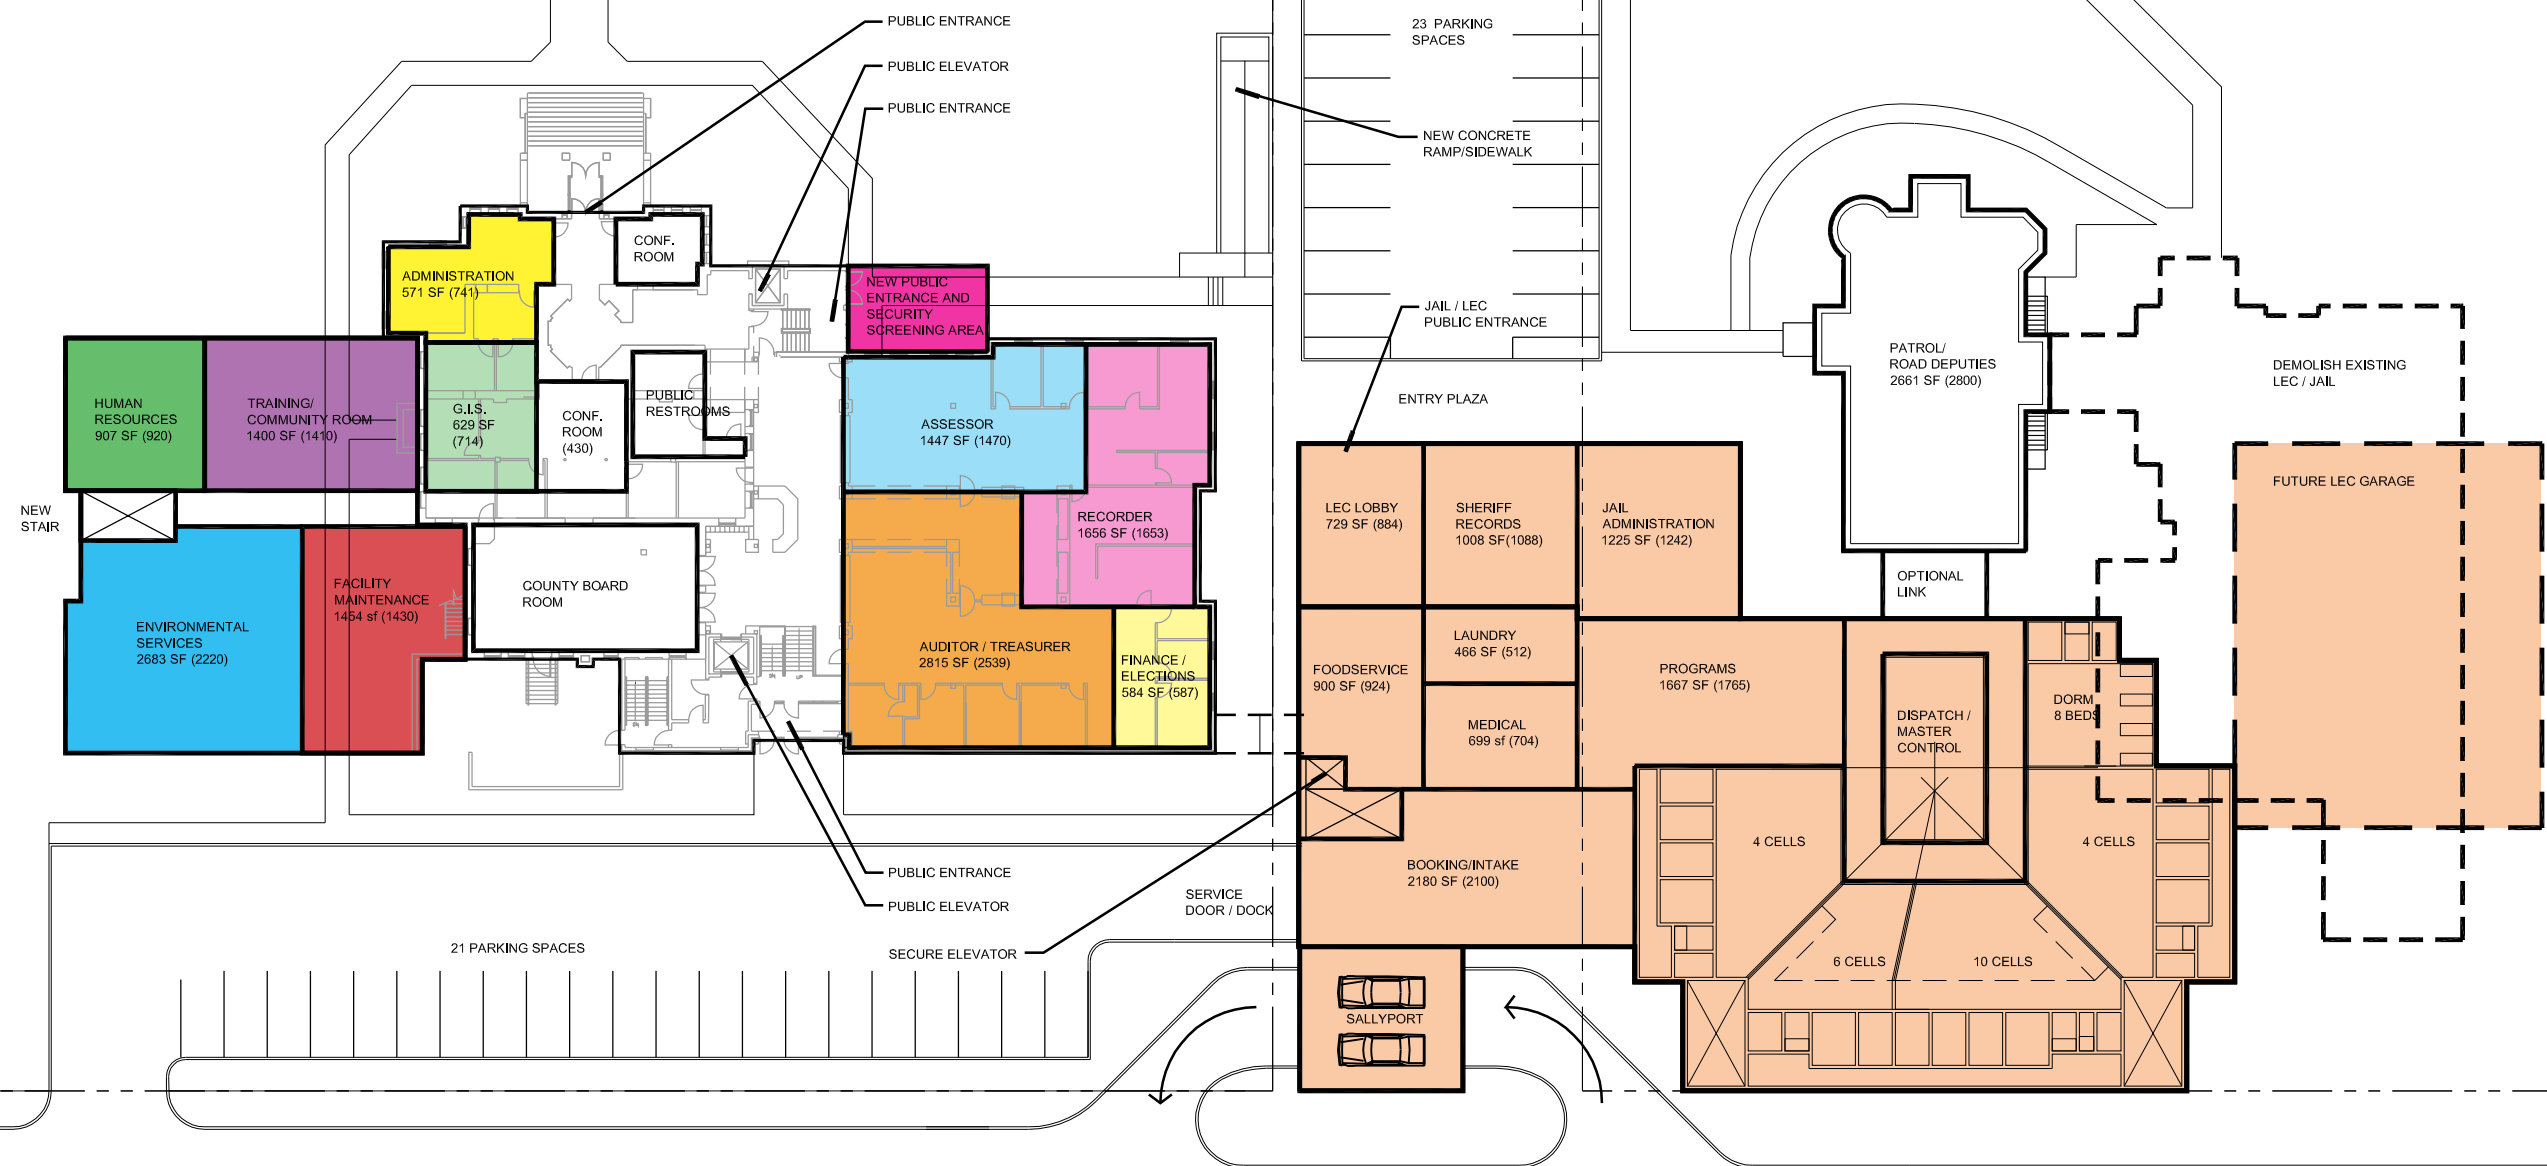 PUBLIC ENTRANCE
PUBLIC ELEVATOR
PUBLIC ENTRANCE
23 PARKING
SPACES
NEW CONCRETE
RAMP/SIDEWALK
CONF.
ROOM
ADMINISTRATION
571 SF (741)
NEW PUBLIC
ENTRANCE AND
SECURITY
SCREENING AREA
JAIL / LEC
PUBLIC ENTRANCE
PATROL/
ROAD DEPUTIES
2661 SF (2800)
DEMOLISH EXISTING
LEC / JAIL
HUMAN
RESOURCES
907 SF (920)
TRAINING/
COMMUNITY ROOM
1400 SF (1410)
G.I.S.
629 SF
(714)
CONF.
ROOM
(430)
PUBLIC
RESTROOMS
ASSESSOR
1447 SF (1470)
ENTRY PLAZA
NEW
STAIR
RECORDER
1656 SF (1653)
LEC LOBBY
729 SF (884)
SHERIFF
RECORDS
1008 SF(1088)
JAIL
ADMINISTRATION
1225 SF (1242)
FUTURE LEC GARAGE
OPTIONAL
LINK
FACILITY
MAINTENANCE
1454 sf (1430)
COUNTY BOARD
ROOM
ENVIRONMENTAL
SERVICES
2683 SF (2220)
AUDITOR / TREASURER
2815 SF (2539)
FINANCE /
ELECTIONS
584 SF (587)
FOODSERVICE
900 SF (924)
LAUNDRY
466 SF (512)
MEDICAL
699 sf (704)
PROGRAMS
1667 SF (1765)
DISPATCH /
MASTER
CONTROL
DORM
8 BEDS
4 CELLS
4 CELLS
PUBLIC ENTRANCE
PUBLIC ELEVATOR
SECURE ELEVATOR
SERVICE
DOOR / DOCK
BOOKING/INTAKE
2180 SF (2100)
21 PARKING SPACES
6 CELLS
10 CELLS
SALLYPORT